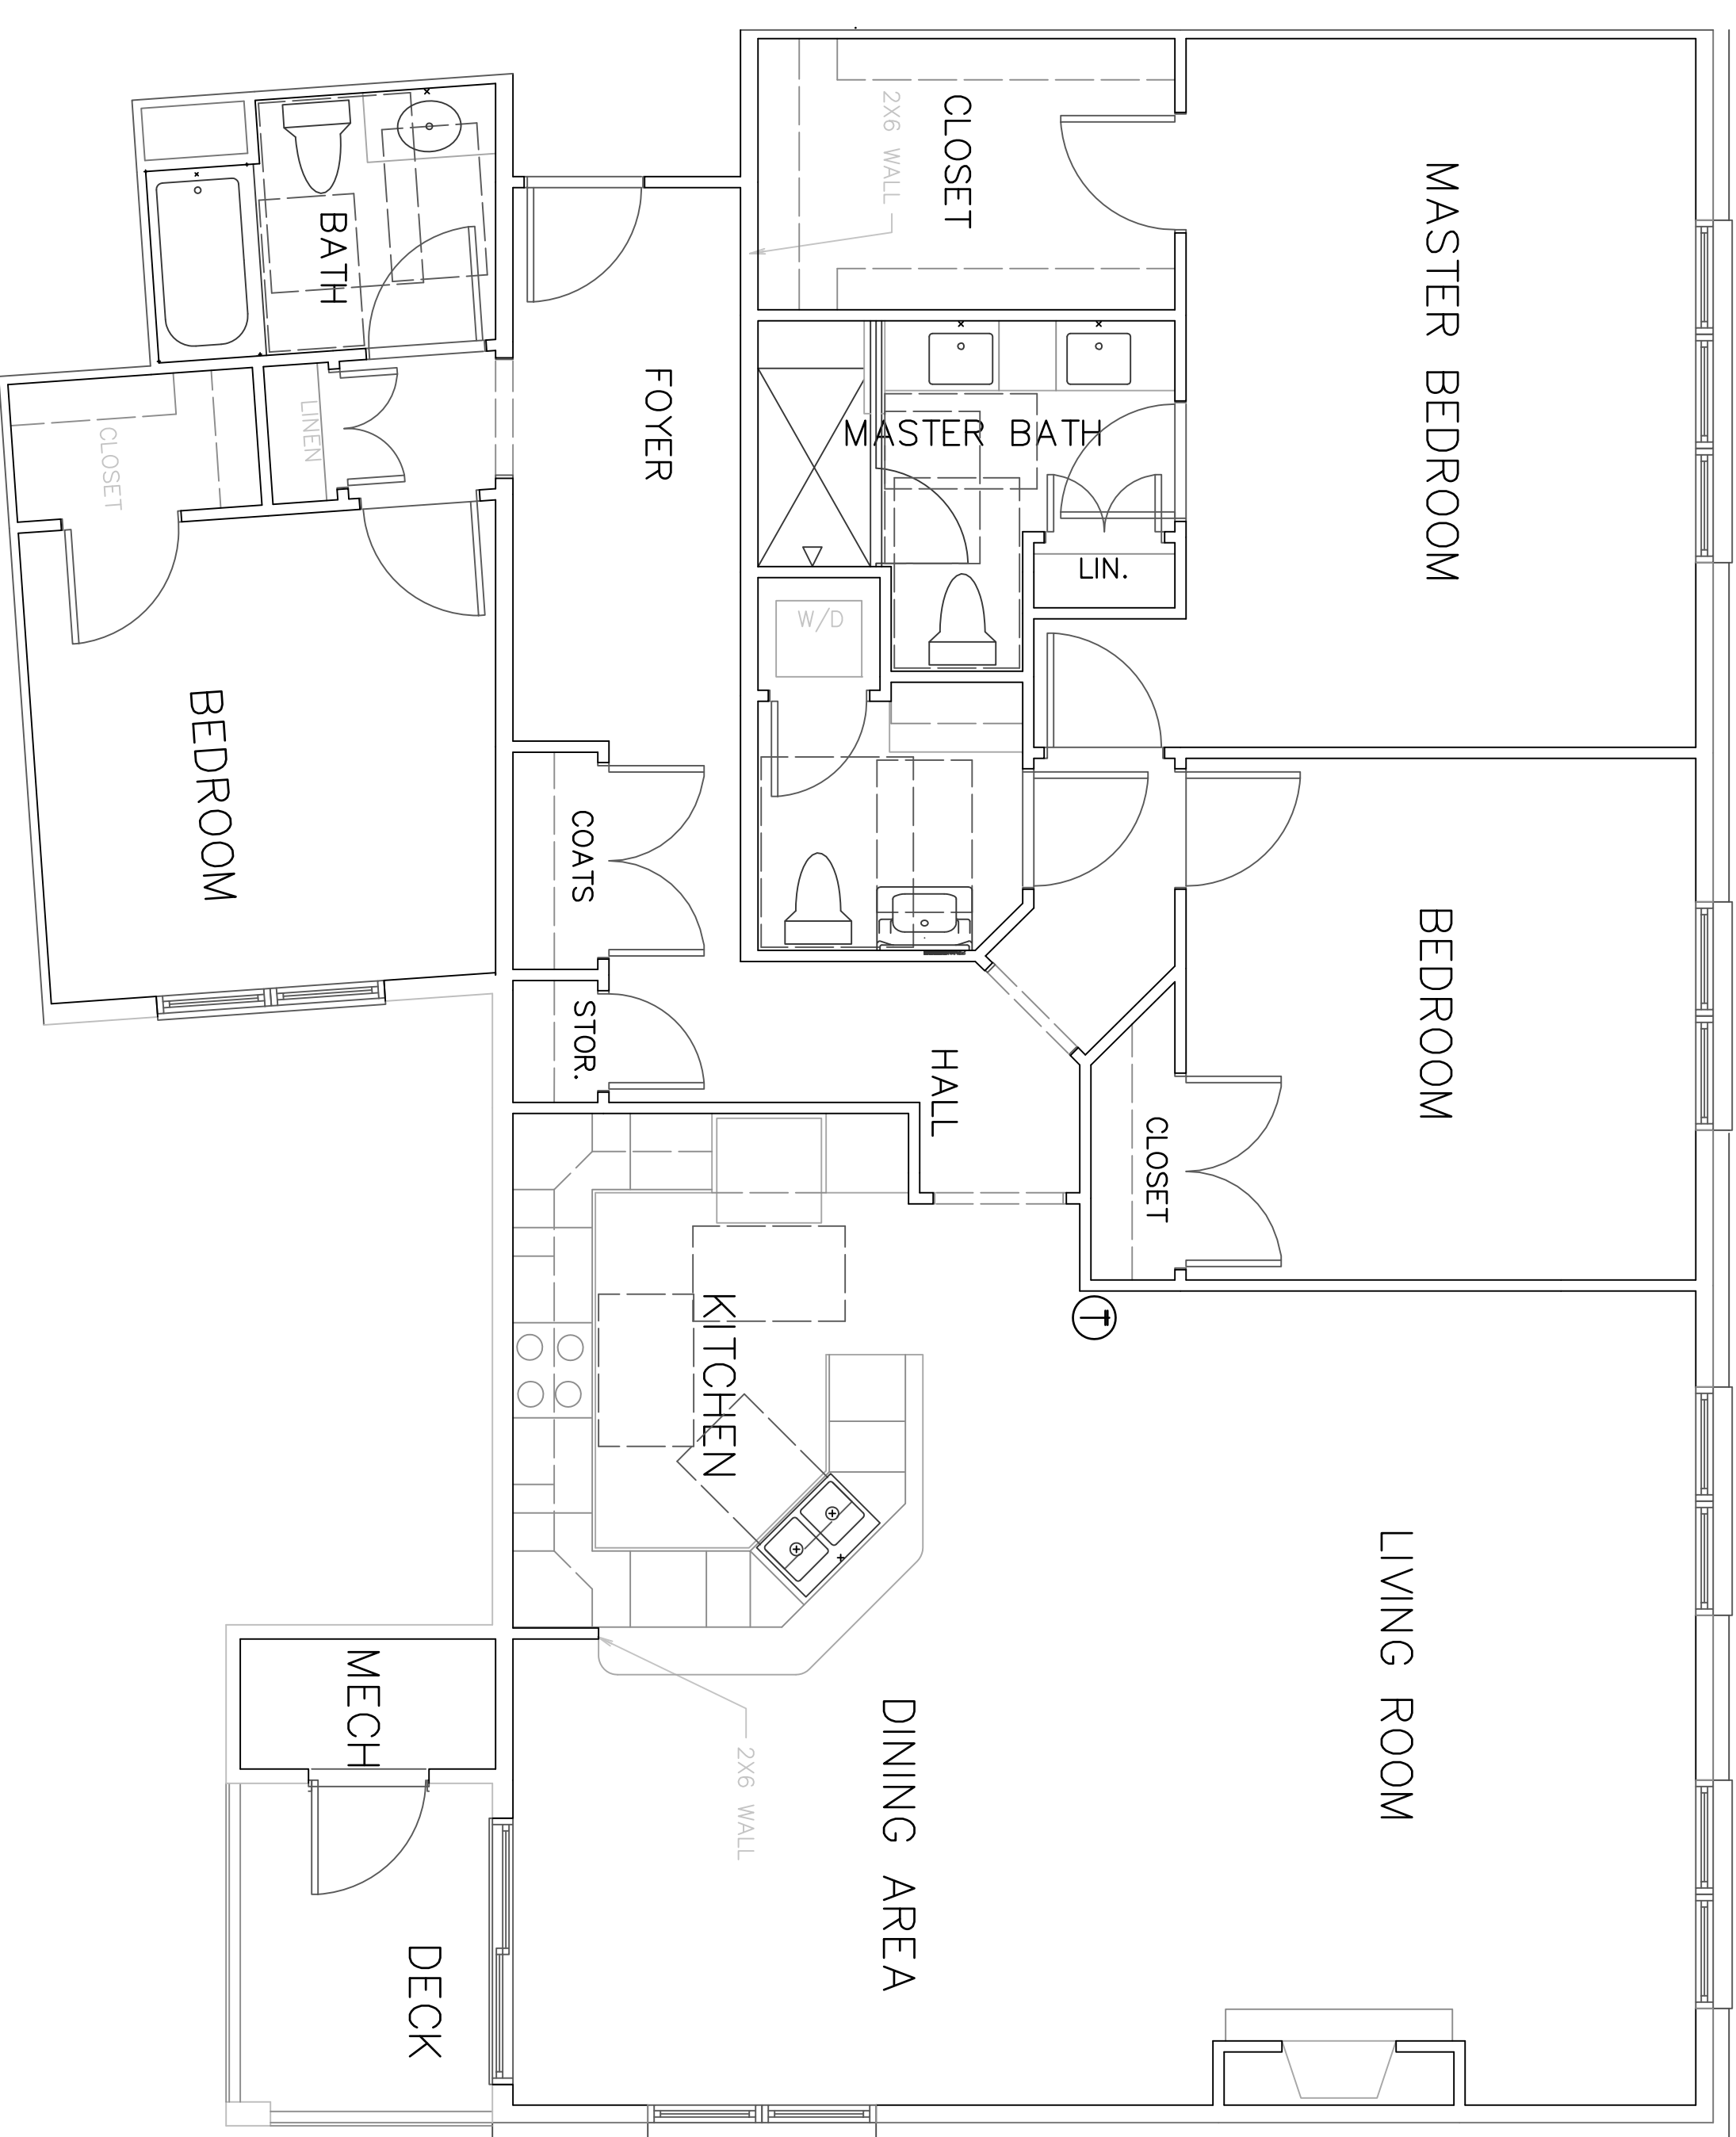 MASTER BEDROOM
CLOSET
2X6 WALL
BATH
FOYER
MASTER BATH
LINEN
CLOSET
LIN.
W/D
BEDROOM
COATS
BEDROOM
STOR.
HALL
CLOSET
T
KITCHEN
LIVING ROOM
MECH
DINING AREA
2X6 WALL
DECK